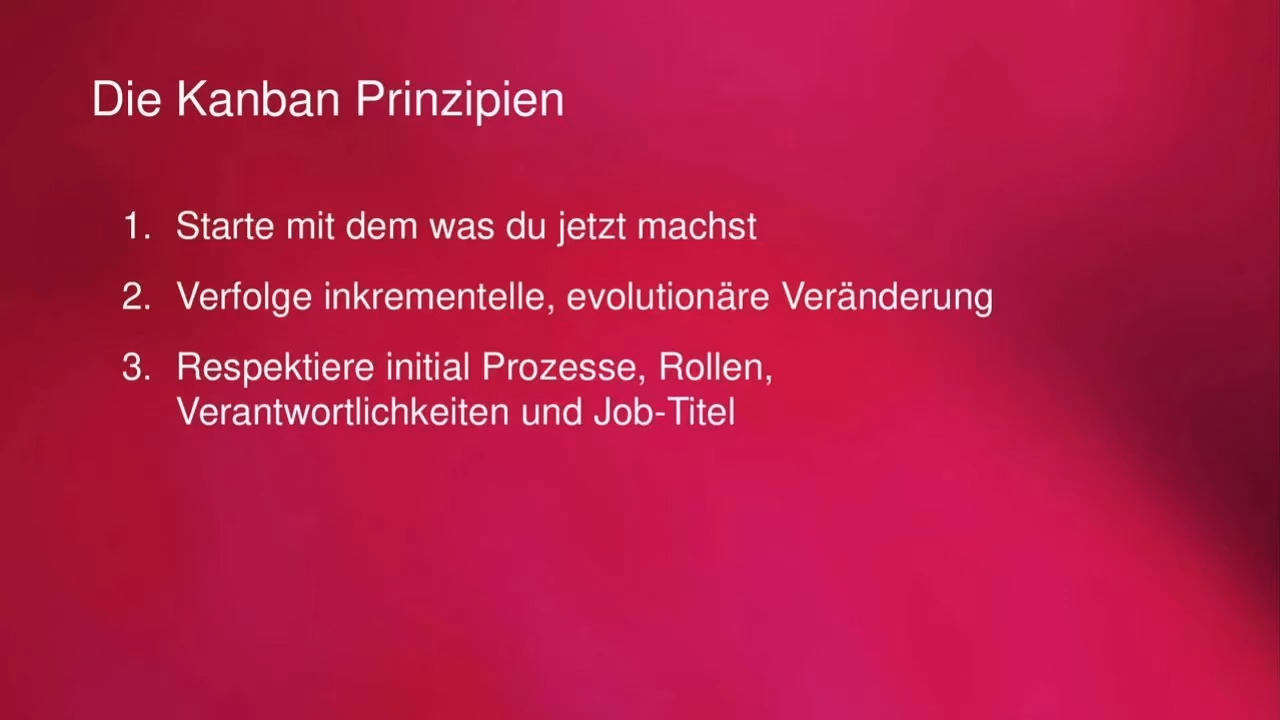 Die Kanban Prinzipien
1. Starte mit dem was du jetzt machst
2. Verfolge inkrementelle, evolutionäre Veränderung
3. Respektiere initial Prozesse, Rollen,
Verantwortlichkeiten und Job-Titel